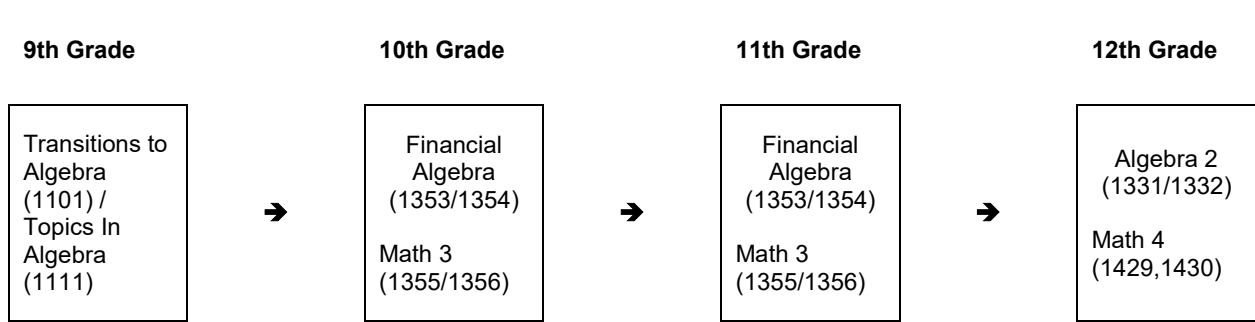 9th Grade
10th Grade
11th Grade
12th Grade
Transitions to
Algebra
(1101) /
Topics In
Algebra
(1111)
Financial
Algebra
(1353/1354)
Math 3
(1355/1356)
Financial
Algebra
(1353/1354)
Math 3
(1355/1356)
Algebra 2
(1331/1332)
Math 4
(1429,1430)